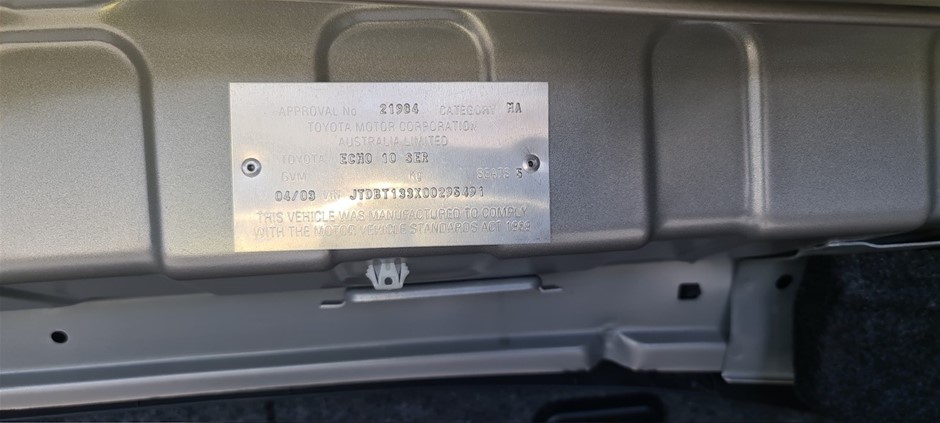 APPROVAL No 21984 CATEGORY MA
TOYOTA MOTOR CORPORATION
AUSTRALIA LIMITED
TOYOTA ECHO 10 SER
GVM KG SEATS 5
04/03 VIN JTDBT133X00295491
THIS VEHICLE WAS MANUFACTURED TO COMPLY
WITH THE MOTOR VEHICLE STANDARDS ACT 1989